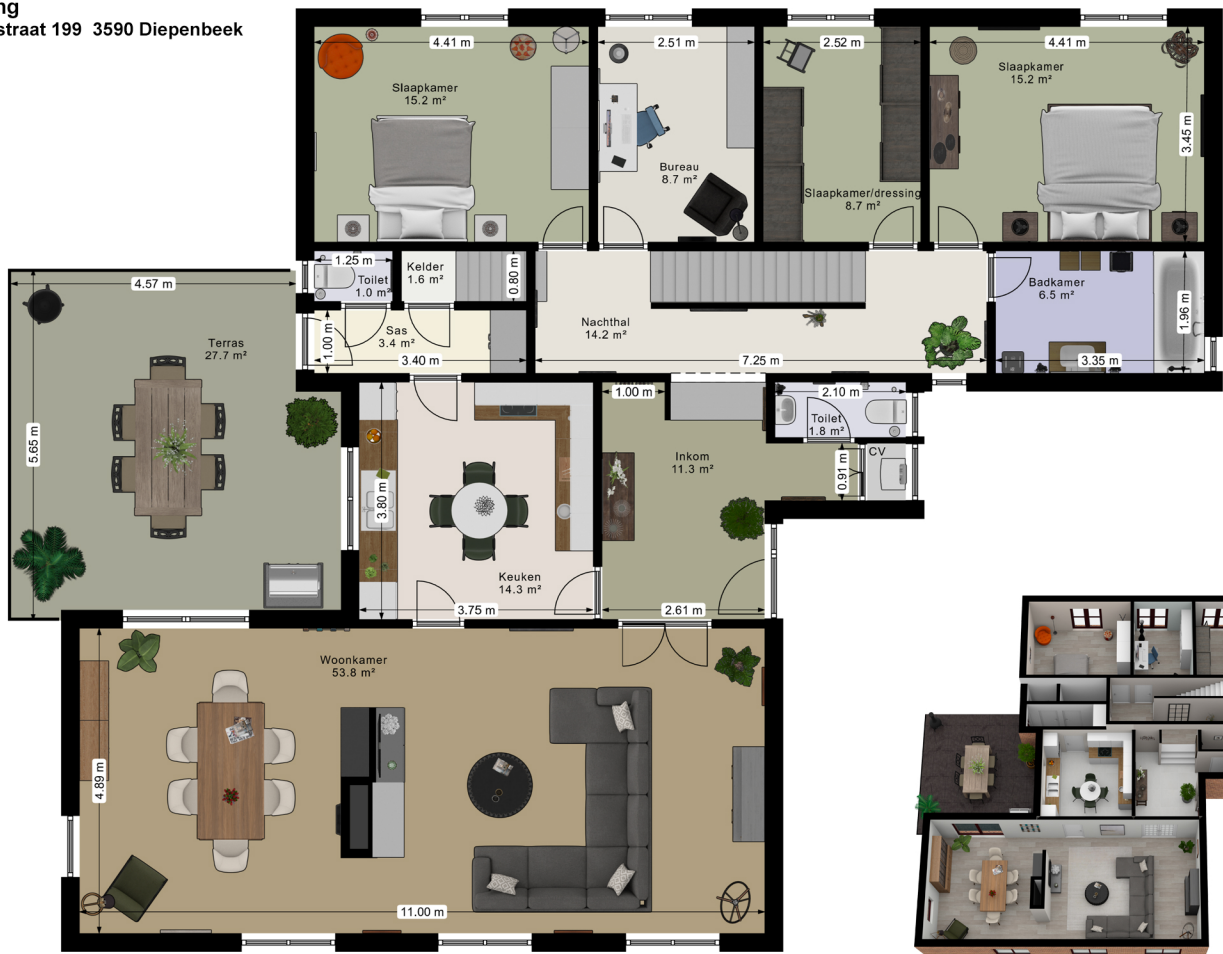 ng
straat 199 3590 Diepenbeek
4.41 m
2.51 m
2.52 m
4.41 m
Slaapkamer
15.2 m²
Slaapkamer
15.2 m²
3.45 m
Bureau
8.7 m²
Slaapkamer/dressing
8.7 m²
1.25 m
Toilet
1.0 m²
Kelder
1.6 m²
0.80 m
4.57 m
Badkamer
6.5 m²
1.96 m
Nachthal
14.2 m²
Sas
3.4 m²
1.00 m
Terras
27.7 m²
3.40 m
7.25 m
3.35 m
1.00 m
2.10 m
Toilet
1.8 m²
5.65 m
Inkom
11.3 m²
CV
0.91 m
3.80 m
Keuken
14.3 m²
3.75 m
2.61 m
Woonkamer
53.8 m²
4.89 m
11.00 m